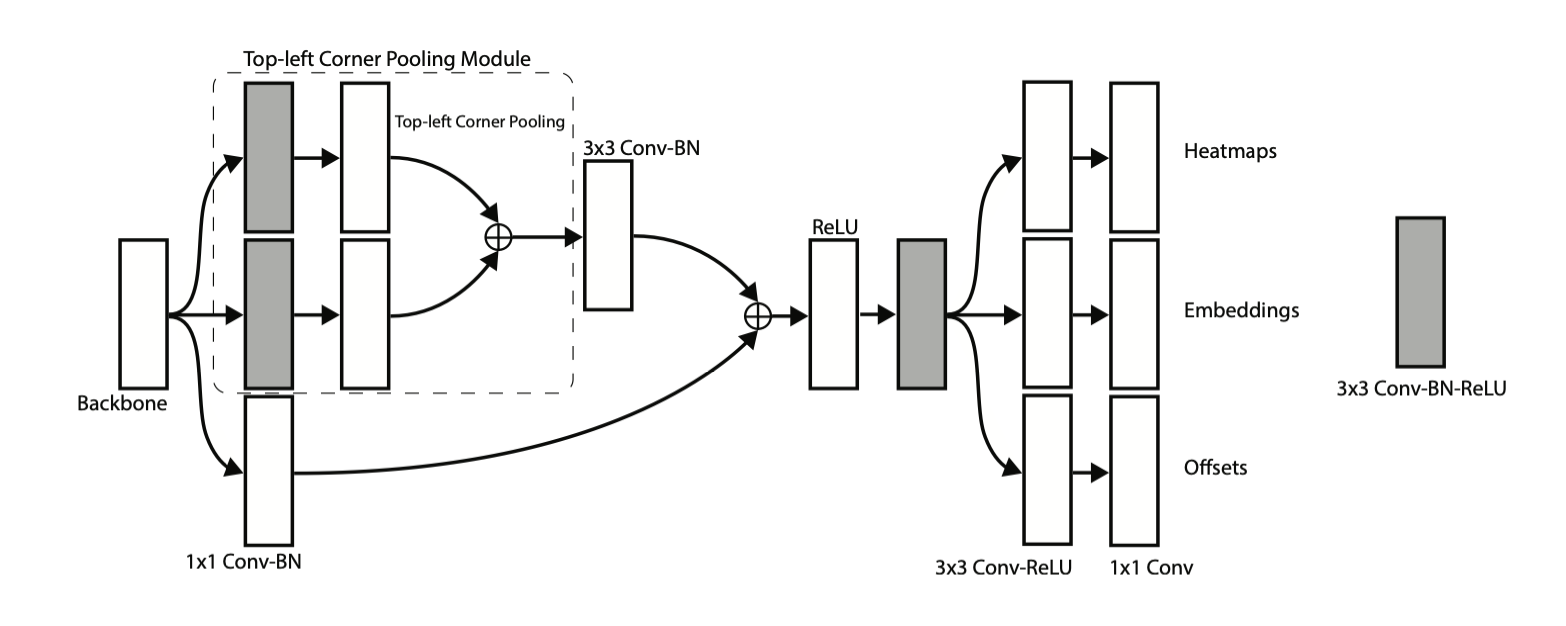 Top-left Corner Pooling Module
Top-left Corner Pooling
3x3 Conv-BN
Backbone
1x1 Conv-BN
ReLU
Heatmaps
Embeddings
Offsets
3x3 Conv-ReLU
1x1 Conv
3x3 Conv-BN-ReLU